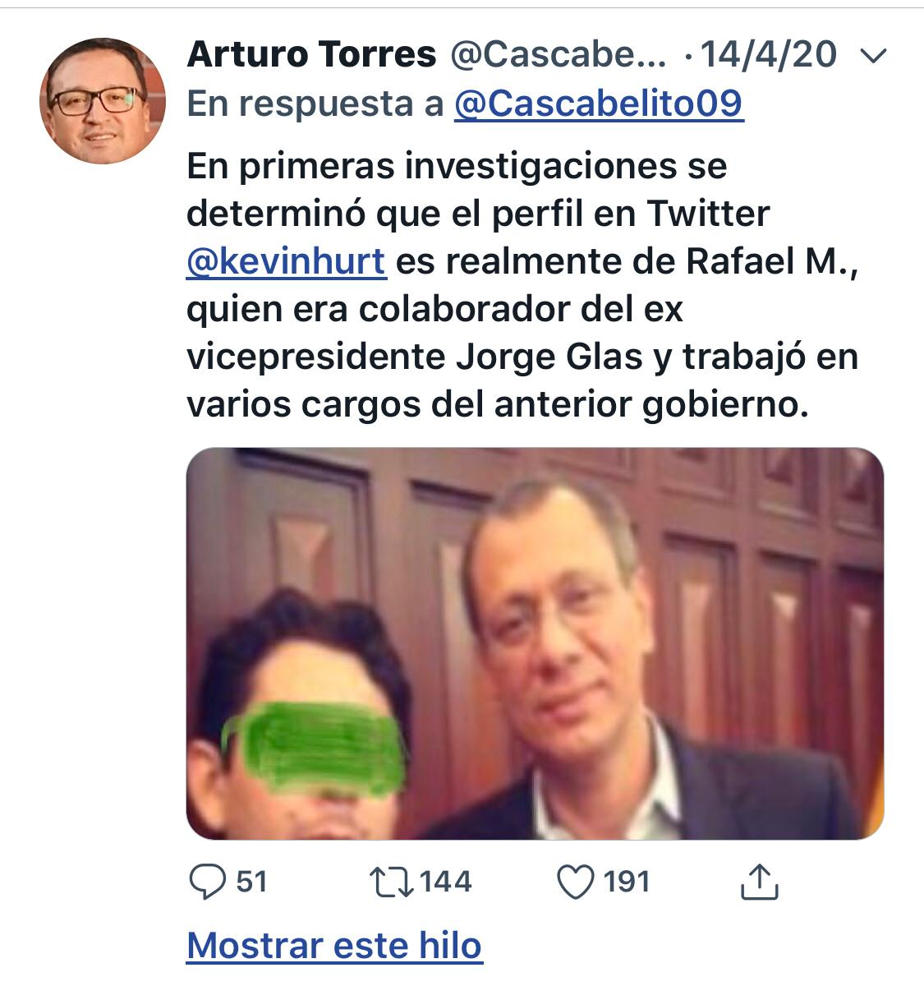 Arturo Torres @Cascabe... · 14/4/20
En respuesta a @Cascabelito09
En primeras investigaciones se
determinó que el perfil en Twitter
@kevinhurt es realmente de Rafael M.,
quien era colaborador del ex
vicepresidente Jorge Glas y trabajó en
varios cargos del anterior gobierno.
51 144 191
Mostrar este hilo